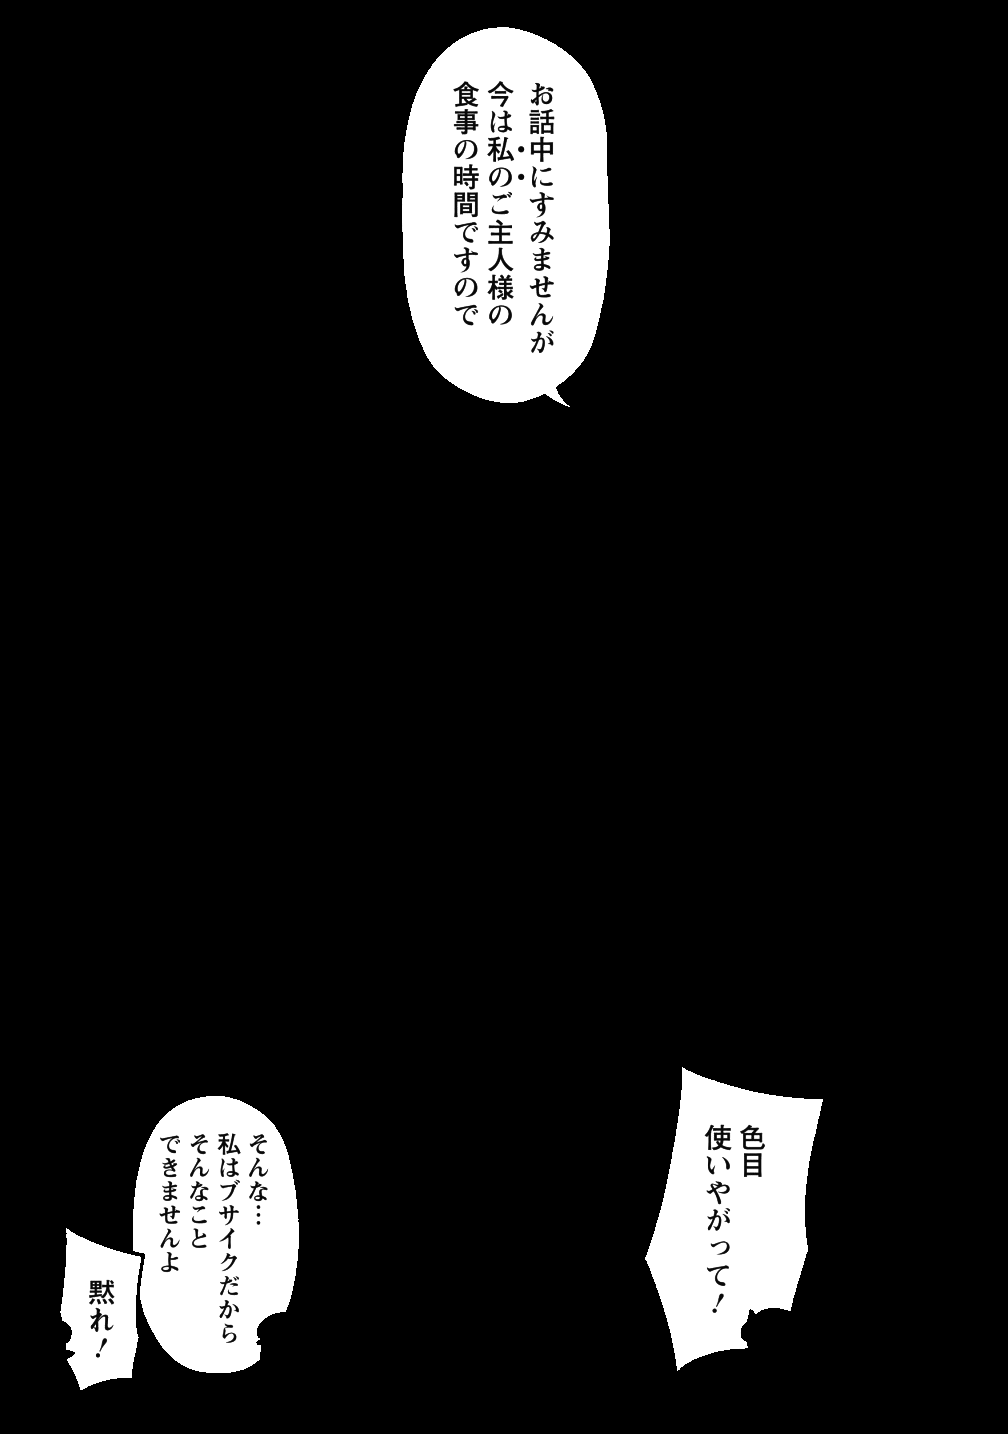 お話中にすみませんが
今は私のご主人様の
食事の時間ですので
色目
使いやがって！
そんな…
私はブサイクだから
そんなこと
できませんよ
黙れ！